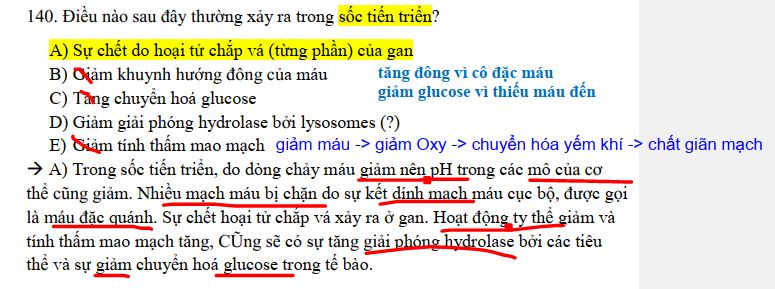 140. Điều nào sau đây thường xảy ra trong sốc tiến triển?
A) Sự chết do hoại tử chắp vá (từng phần) của gan
B) Giảm khuynh hướng đông của máu
tăng đông vì cô đặc máu
C) Tăng chuyển hoá glucose
giảm glucose vì thiếu máu đến
D) Giảm giải phóng hydrolase bởi lysosomes (?)
E) Giảm tính thấm mao mạch giảm máu -> giảm Oxy -> chuyển hóa yếm khí -> chất giãn mạch
→ A) Trong sốc tiến triển, do dòng chảy máu giảm nên pH trong các mô của cơ
thể cũng giảm. Nhiều mạch máu bị chặn do sự kết dính mạch máu cục bộ, được gọi
là máu đặc quánh. Sự chết hoại tử chắp vá xảy ra ở gan. Hoạt động ty thể giảm và
tính thấm mao mạch tăng, CŨng sẽ có sự tăng giải phóng hydrolase bởi các tiêu
thể và sự giảm chuyển hoá glucose trong tế bào.